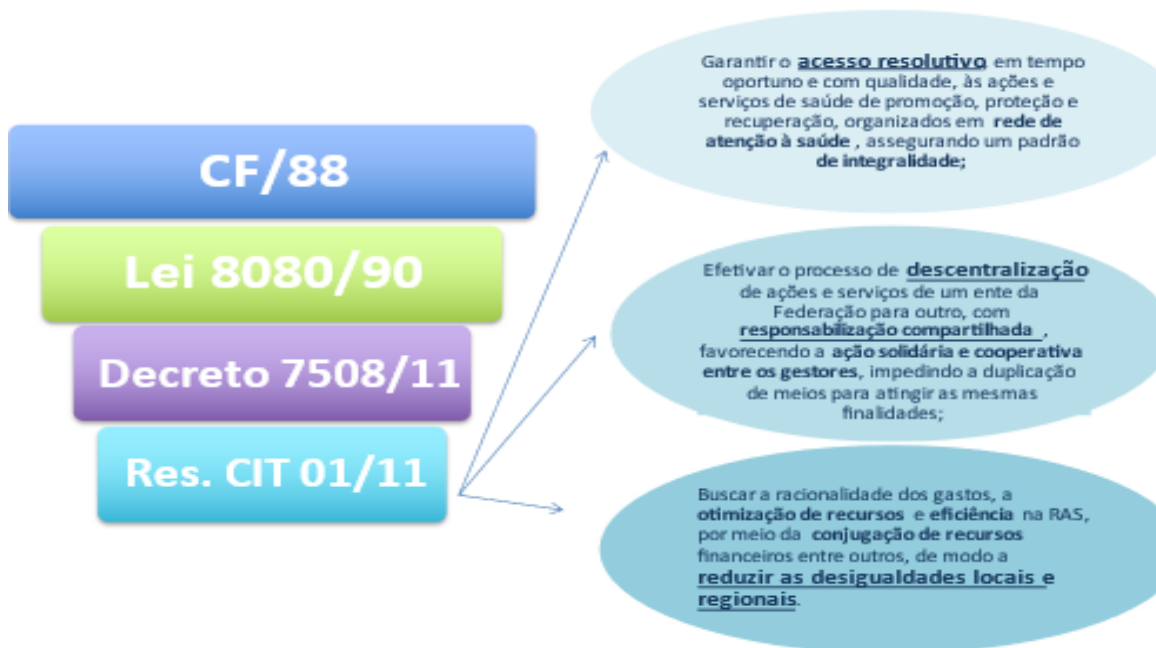 CF/88
Lei 8080/90
Decreto 7508/11
Res. CIT 01/11
Garantir o acesso resolutivo, em tempo
oportuno e com qualidade, às ações e
serviços de saúde de promoção, proteção e
recuperação, organizados em rede de
atenção à saúde , assegurando um padrão
de integralidade;
Efetivar o processo de descentralização
de ações e serviços de um ente da
Federação para outro, com
responsabilização compartilhada ,
favorecendo a ação solidária e cooperativa
entre os gestores, impedindo a duplicação
de meios para atingir as mesmas
finalidades;
Buscar a racionalidade dos gastos, a
otimização de recursos e eficiência na RAS,
por meio da conjugação de recursos
financeiros entre outros, de modo a
reduzir as desigualdades locais e
regionais.